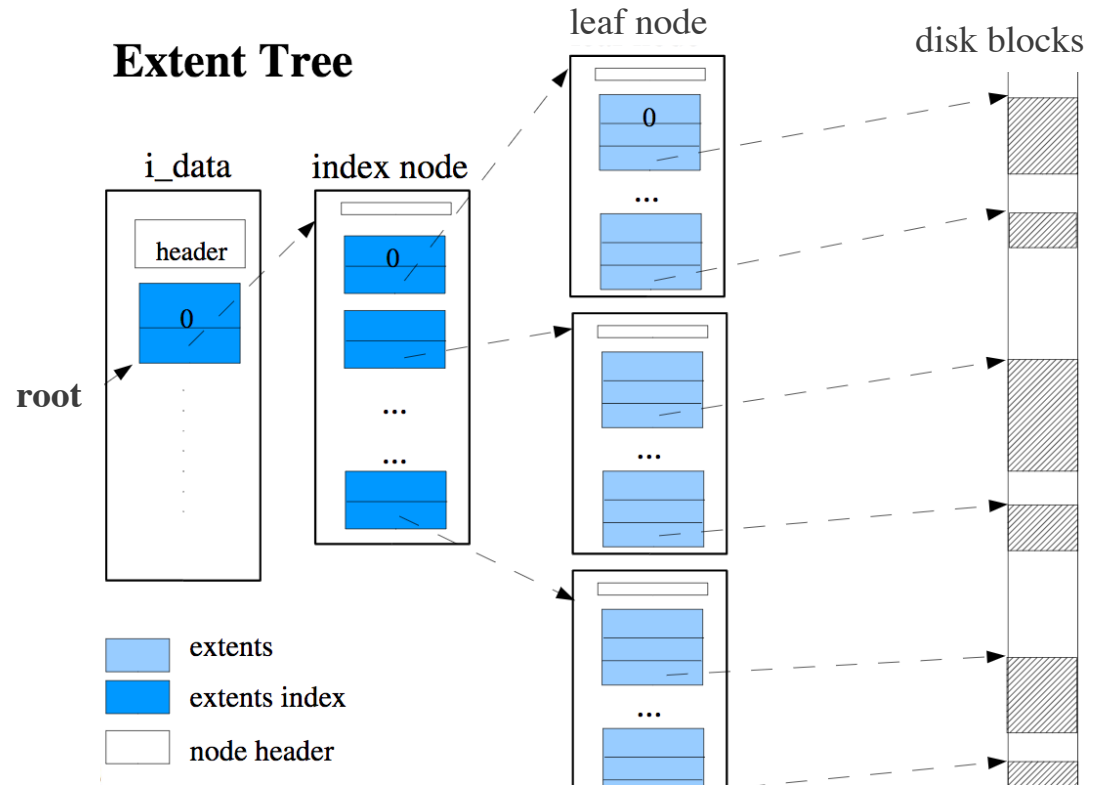 Extent Tree
leaf node
disk blocks
i_data
index node
header
0
0
0
...
...
...
root
...
...
extents
extents index
node header